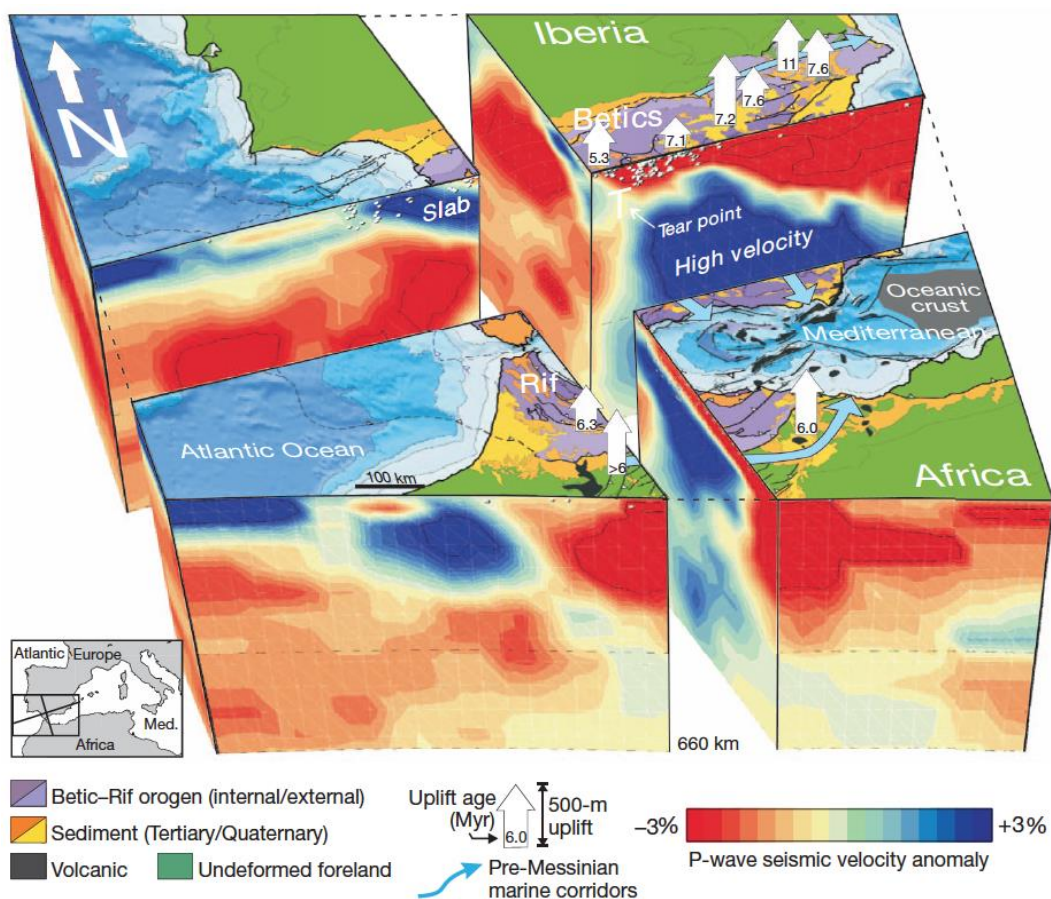 Iberia
N
11
7.6
7.6
7.2
Betics
7.1
5.3
Slab
T
Tear point
High velocity
Oceanic
crust
Mediterranean
Rif
6.3
>6
6.0
Atlantic Ocean
100 km
Africa
Atlantic
Europe
Med.
Africa
660 km
Betic–Rif orogen (internal/external)
Sediment (Tertiary/Quaternary)
Volcanic
Undeformed foreland
Uplift age
(Myr)
6.0
500-m
uplift
Pre-Messinian
marine corridors
–3%
+3%
P-wave seismic velocity anomaly